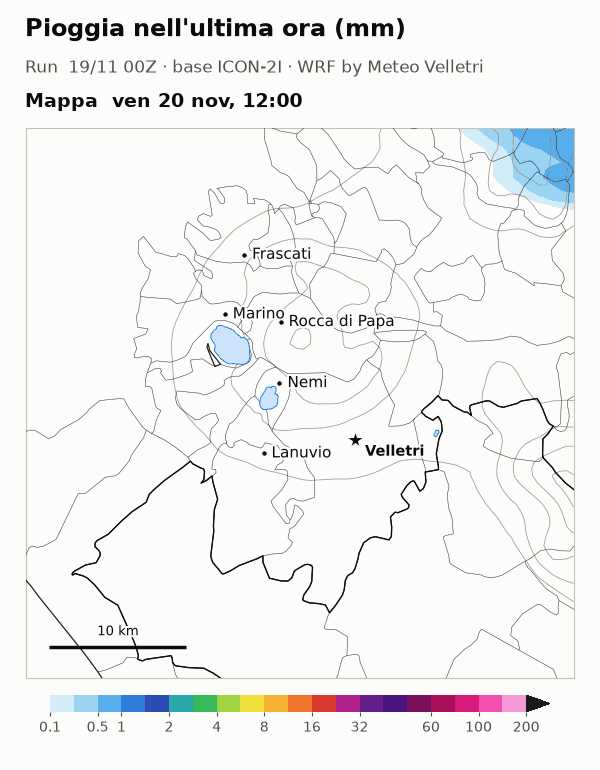 Pioggia nell'ultima ora (mm)
Run  19/11 00Z · base ICON-2I · WRF by Meteo Velletri
Mappa  ven 20 nov, 12:00
Frascati
Marino
Rocca di Papa
Nemi
Velletri
Lanuvio
10 km
0.1 0.5 1 2 4 8 16 32 60 100 200